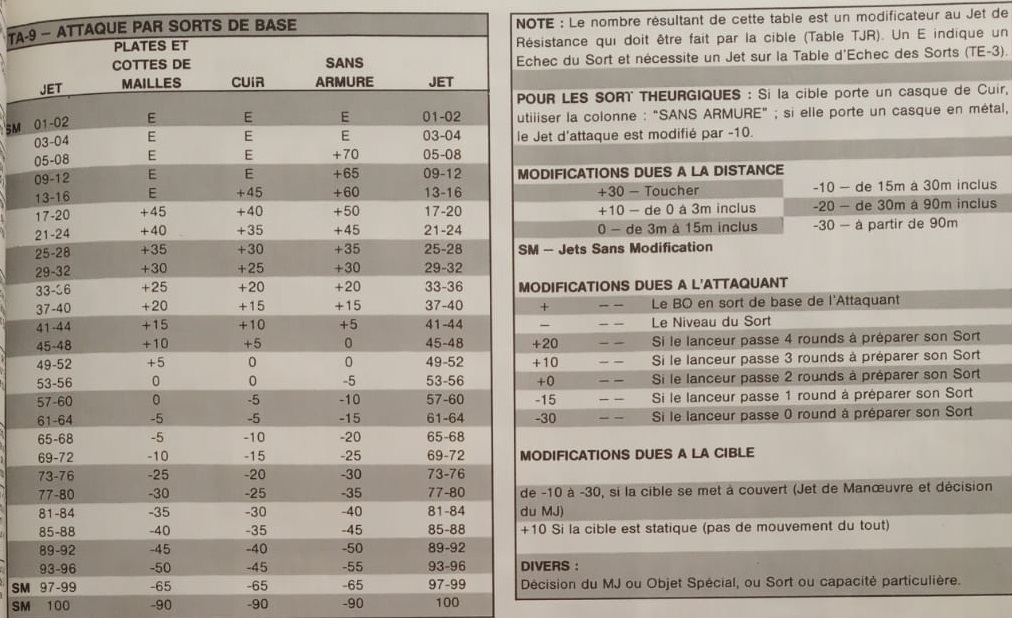 TA-9 – ATTAQUE PAR SORTS DE BASE
JET PLATES ET COTTES DE MAILLES CUIR SANS ARMURE JET
SM 01-02 E E E 01-02
03-04 E E E 03-04
05-08 E E +70 05-08
09-12 E E +65 09-12
13-16 E +45 +60 13-16
17-20 +45 +40 +50 17-20
21-24 +40 +35 +45 21-24
25-28 +35 +30 +35 25-28
29-32 +30 +25 +30 29-32
33-36 +25 +20 +20 33-36
37-40 +20 +15 +15 37-40
41-44 +15 +10 +5 41-44
45-48 +10 +5 0 45-48
49-52 +5 0 0 49-52
53-56 0 0 -5 53-56
57-60 0 -5 -10 57-60
61-64 -5 -5 -15 61-64
65-68 -5 -10 -20 65-68
69-72 -10 -15 -25 69-72
73-76 -25 -20 -30 73-76
77-80 -30 -25 -35 77-80
81-84 -35 -30 -40 81-84
85-88 -40 -35 -45 85-88
89-92 -45 -40 -50 89-92
93-96 -50 -45 -55 93-96
SM 97-99 -65 -65 -65 97-99
SM 100 -90 -90 -90 100
NOTE : Le nombre résultant de cette table est un modificateur au Jet de
Résistance qui doit être fait par la cible (Table TJR). Un E indique un
Echec du Sort et nécessite un Jet sur la Table d'Echec des Sorts (TE-3).
POUR LES SORT THEURGIQUES : Si la cible porte un casque de Cuir,
utiliser la colonne : "SANS ARMURE" ; si elle porte un casque en métal,
le Jet d'attaque est modifié par -10.
MODIFICATIONS DUES A LA DISTANCE
+30 – Toucher -10 – de 15m à 30m inclus
+10 – de 0 à 3m inclus -20 – de 30m à 90m inclus
0 – de 3m à 15m inclus -30 – à partir de 90m
SM – Jets Sans Modification
MODIFICATIONS DUES A L'ATTAQUANT
+ –– Le BO en sort de base de l'Attaquant
– –– Le Niveau du Sort
+20 –– Si le lanceur passe 4 rounds à préparer son Sort
+10 –– Si le lanceur passe 3 rounds à préparer son Sort
+0 –– Si le lanceur passe 2 rounds à préparer son Sort
-15 –– Si le lanceur passe 1 round à préparer son Sort
-30 –– Si le lanceur passe 0 round à préparer son Sort
MODIFICATIONS DUES A LA CIBLE
de -10 à -30, si la cible se met à couvert (Jet de Manœuvre et décision
du MJ)
+10 Si la cible est statique (pas de mouvement du tout)
DIVERS :
Décision du MJ ou Objet Spécial, ou Sort ou capacité particulière.